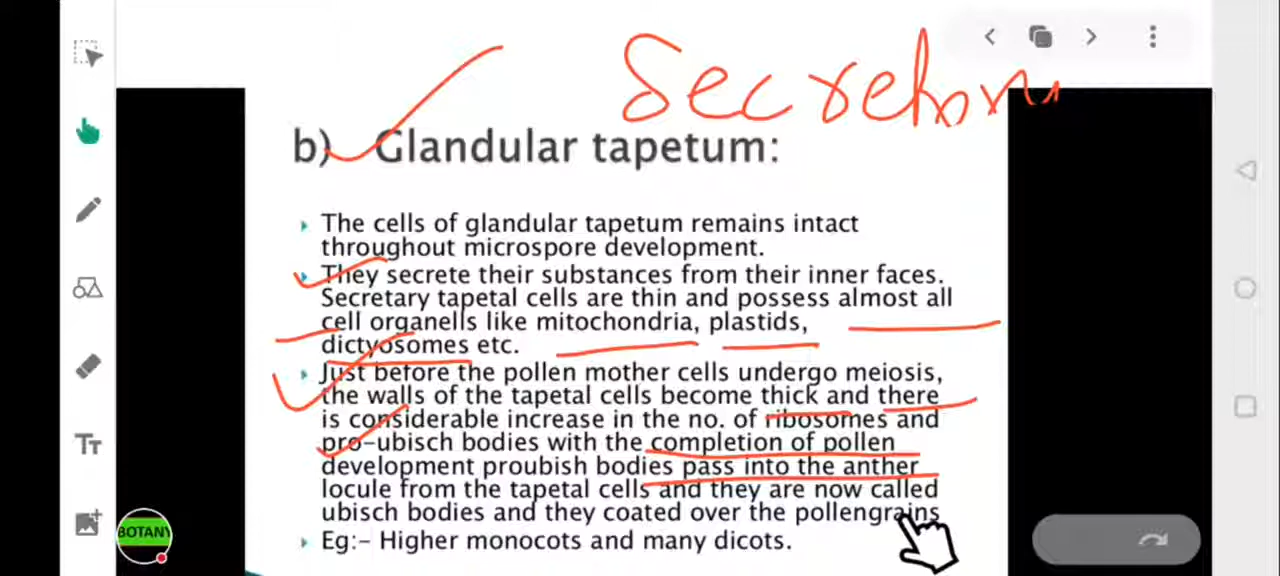 Secretory
b) Glandular tapetum:
The cells of glandular tapetum remains intact
throughout microspore development.
They secrete their substances from their inner faces.
Secretary tapetal cells are thin and possess almost all
cell organells like mitochondria, plastids,
dictyosomes etc.
Just before the pollen mother cells undergo meiosis,
the walls of the tapetal cells become thick and there
is considerable increase in the no. of ribosomes and
pro-ubisch bodies with the completion of pollen
development proubish bodies pass into the anther
locule from the tapetal cells and they are now called
ubisch bodies and they coated over the pollengrains
Eg:- Higher monocots and many dicots.
TT
BOTANY